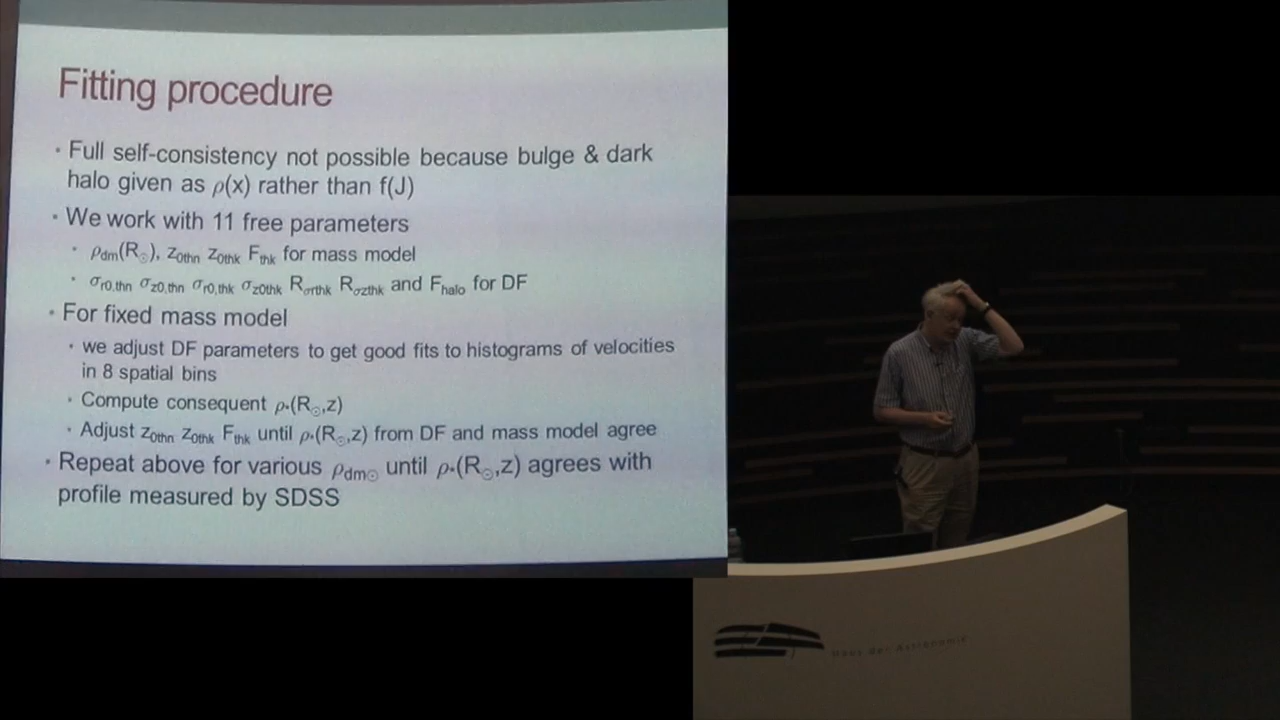 Fitting procedure
• Full self-consistency not possible because bulge & dark
halo given as ρ(x) rather than f(J)
• We work with 11 free parameters
• ρdm(R☉), z0thn z0thk Fthk for mass model
• σr0,thn σz0,thn σr0,thk σz0thk Rσrthk Rσzthk and Fhalo for DF
• For fixed mass model
• we adjust DF parameters to get good fits to histograms of velocities
in 8 spatial bins
• Compute consequent ρ*(R☉,z)
• Adjust z0thn z0thk Fthk until ρ*(R☉,z) from DF and mass model agree
• Repeat above for various ρdm☉ until ρ*(R☉,z) agrees with
profile measured by SDSS
Haus der Astronomie